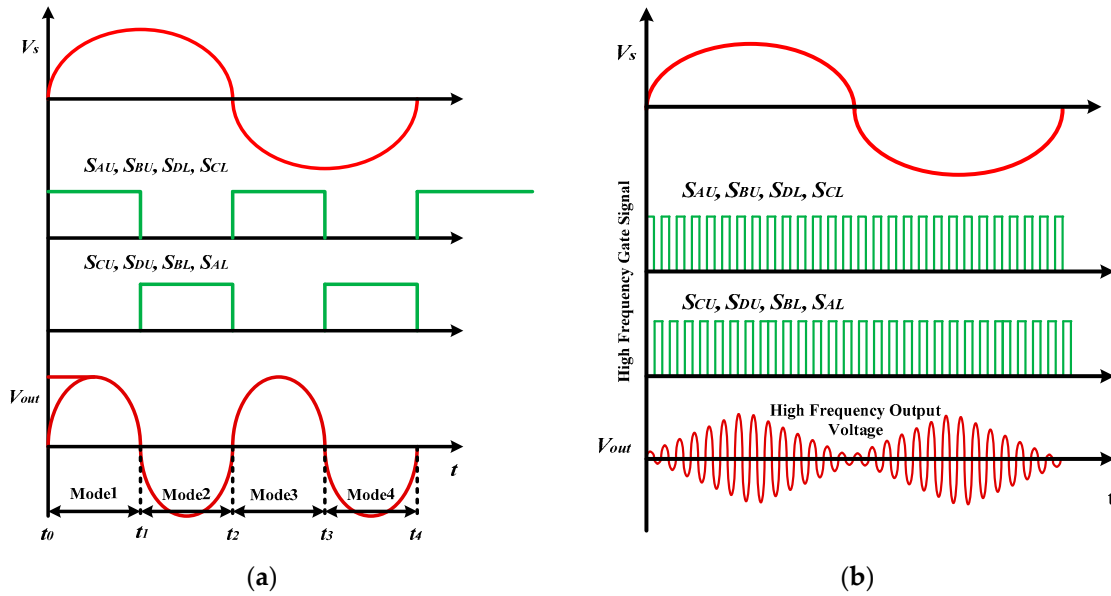 Vs
SAU, SBU, SDL, SCL
SCU, SDU, SBL, SAL
Vout
t
Mode1 Mode2 Mode3 Mode4
t0 t1 t2 t3 t4
(a)
Vs
High Frequency Gate Signal
SAU, SBU, SDL, SCL
SCU, SDU, SBL, SAL
High Frequency Output
Voltage
Vout
t
(b)